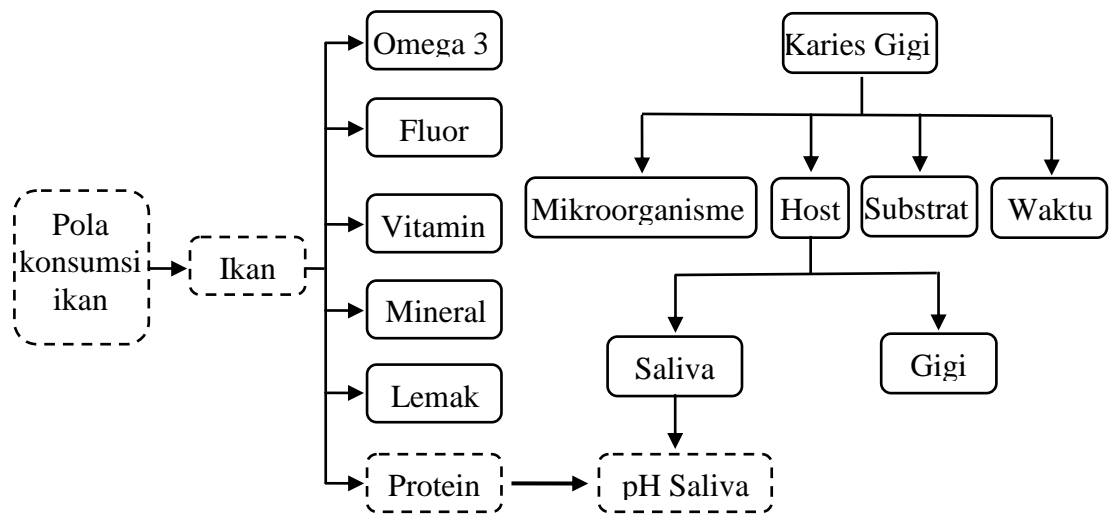 Omega 3
Karies Gigi
Fluor
Mikroorganisme
Host
Substrat
Waktu
Vitamin
Pola
konsumsi
ikan
Ikan
Mineral
Saliva
Gigi
Lemak
Protein
pH Saliva